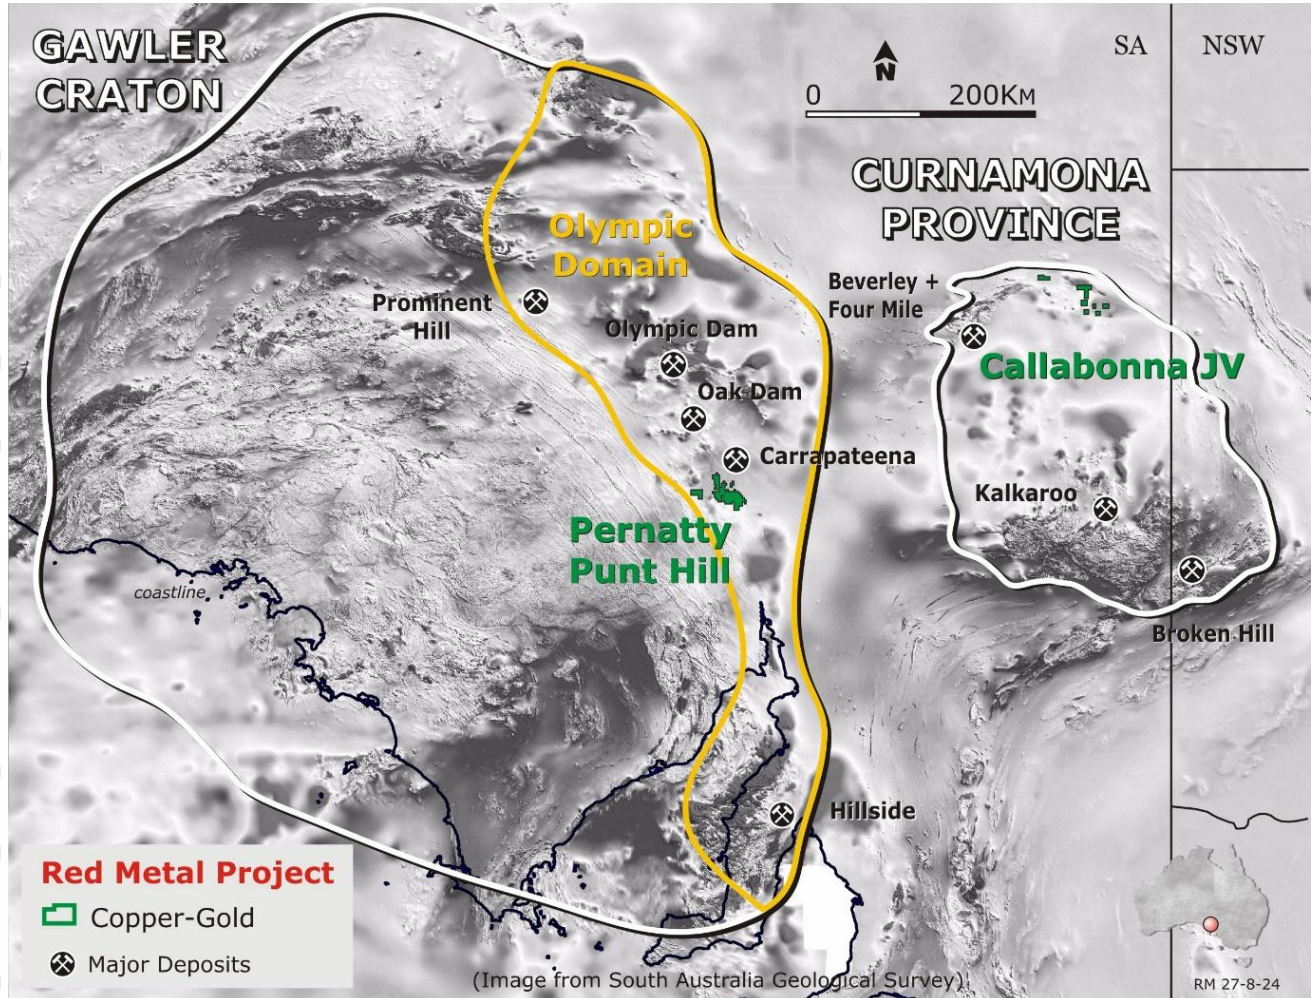 GAWLER
CRATON
N
0 200KM
SA
NSW
CURNAMONA
PROVINCE
Olympic
Domain
Beverley +
Four Mile
Prominent
Hill
Olympic Dam
Callabonna JV
Oak Dam
Carrapateena
Kalkaroo
Pernatty
Punt Hill
coastline
Broken Hill
Hillside
Red Metal Project
Copper-Gold
Major Deposits
(Image from South Australia Geological Survey)
RM 27-8-24